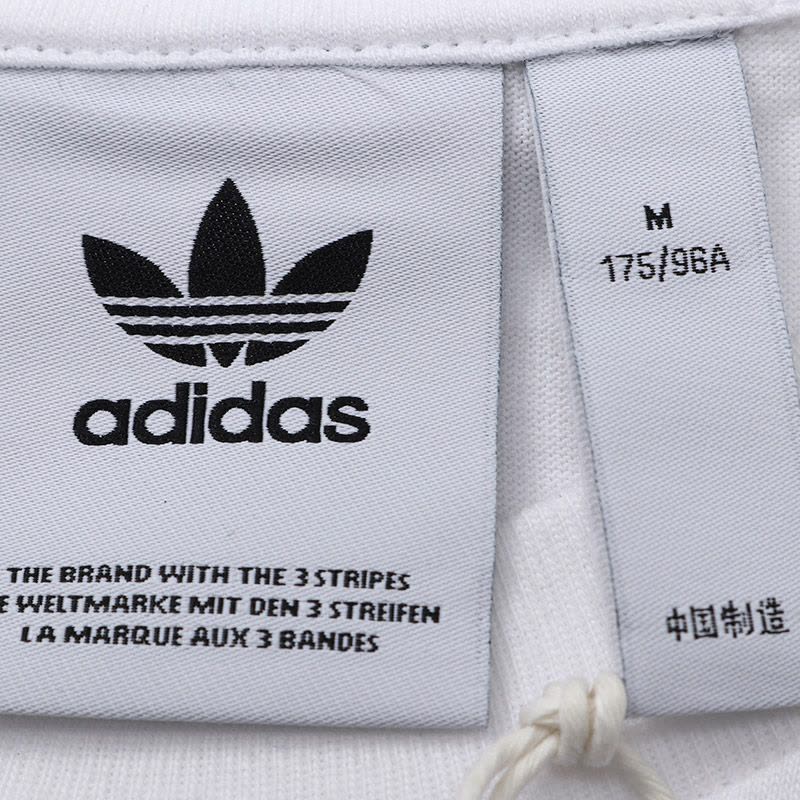 adidas
THE BRAND WITH THE 3 STRIPES
WELTMARKE MIT DEN 3 STREIFEN
LA MARQUE AUX 3 BANDES
M
175/96A
中国制造